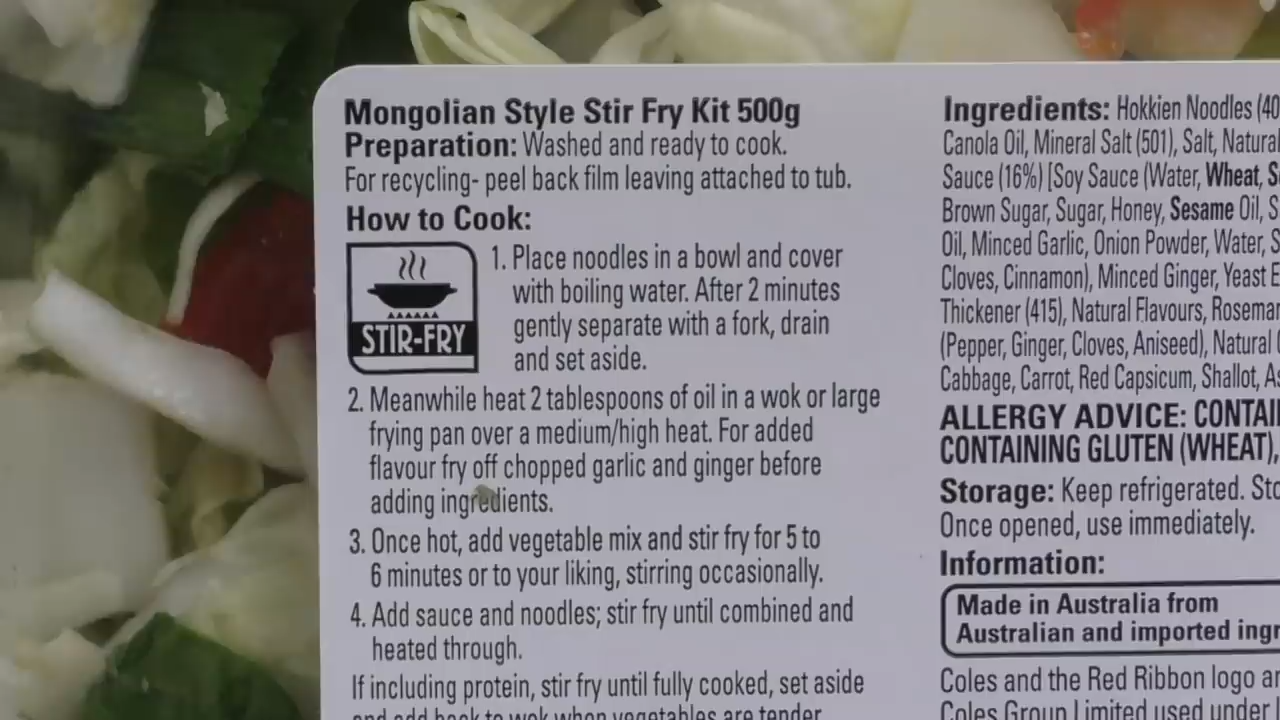 Mongolian Style Stir Fry Kit 500g
Preparation: Washed and ready to cook.
For recycling- peel back film leaving attached to tub.
How to Cook:
STIR-FRY
1. Place noodles in a bowl and cover
with boiling water. After 2 minutes
gently separate with a fork, drain
and set aside.
2. Meanwhile heat 2 tablespoons of oil in a wok or large
frying pan over a medium/high heat. For added
flavour fry off chopped garlic and ginger before
adding ingredients.
3. Once hot, add vegetable mix and stir fry for 5 to
6 minutes or to your liking, stirring occasionally.
4. Add sauce and noodles; stir fry until combined and
heated through.
If including protein, stir fry until fully cooked, set aside
and add back to wok when vegetables are tender
Ingredients: Hokkien Noodles (40
Canola Oil, Mineral Salt (501), Salt, Natural
Sauce (16%) [Soy Sauce (Water, Wheat,
Brown Sugar, Sugar, Honey, Sesame Oil,
Oil, Minced Garlic, Onion Powder, Water,
Cloves, Cinnamon), Minced Ginger, Yeast
Thickener (415), Natural Flavours,
(Pepper, Ginger, Cloves, Aniseed), Natural
Cabbage, Carrot, Red Capsicum, Shallot,
ALLERGY ADVICE:
CONTAINING GLUTEN (WHEAT),
Storage: Keep refrigerated.
Once opened, use immediately.
Information:
Made in Australia from
Australian and imported
Coles and the Red Ribbon logo
Coles Group Limited used under